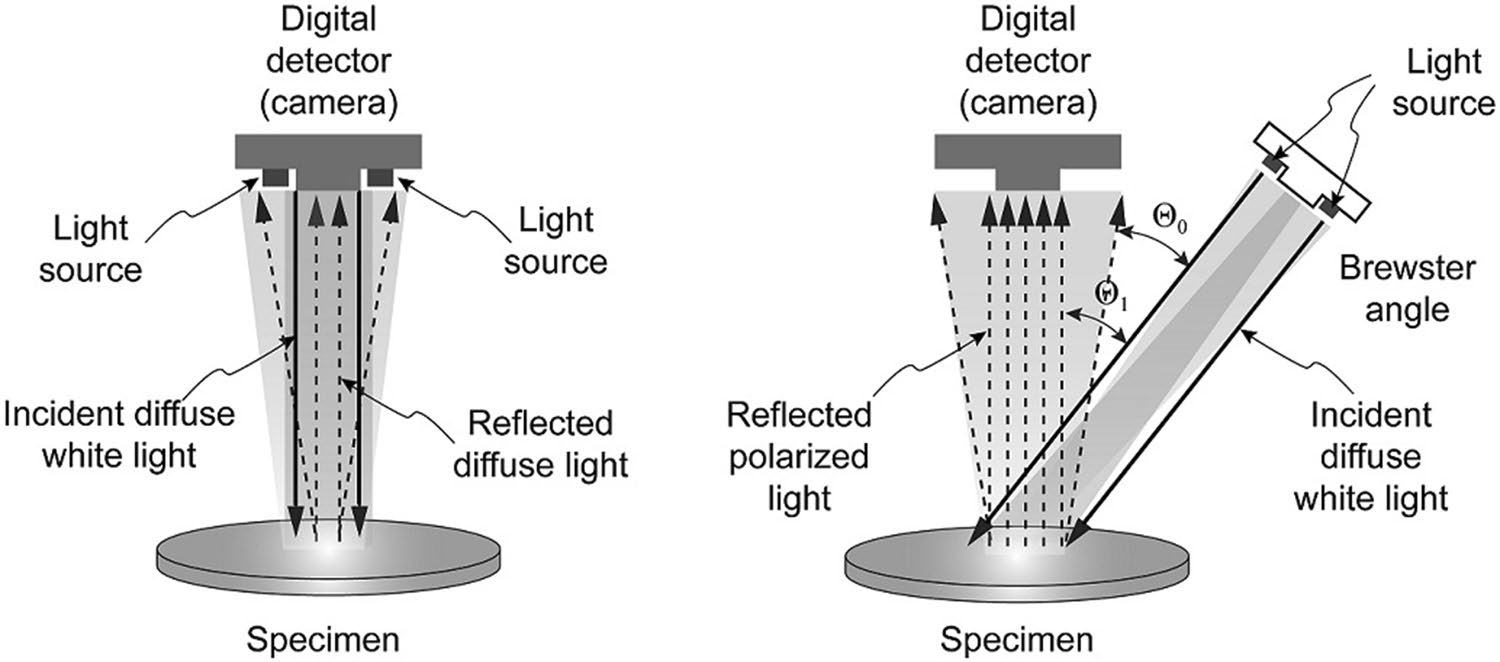 Digital
detector
(camera)
Light
source
Light
source
Incident diffuse
white light
Reflected
diffuse light
Specimen
Digital
detector
(camera)
Light
source
Θ0
Θ1
Brewster
angle
Reflected
polarized
light
Incident
diffuse
white light
Specimen